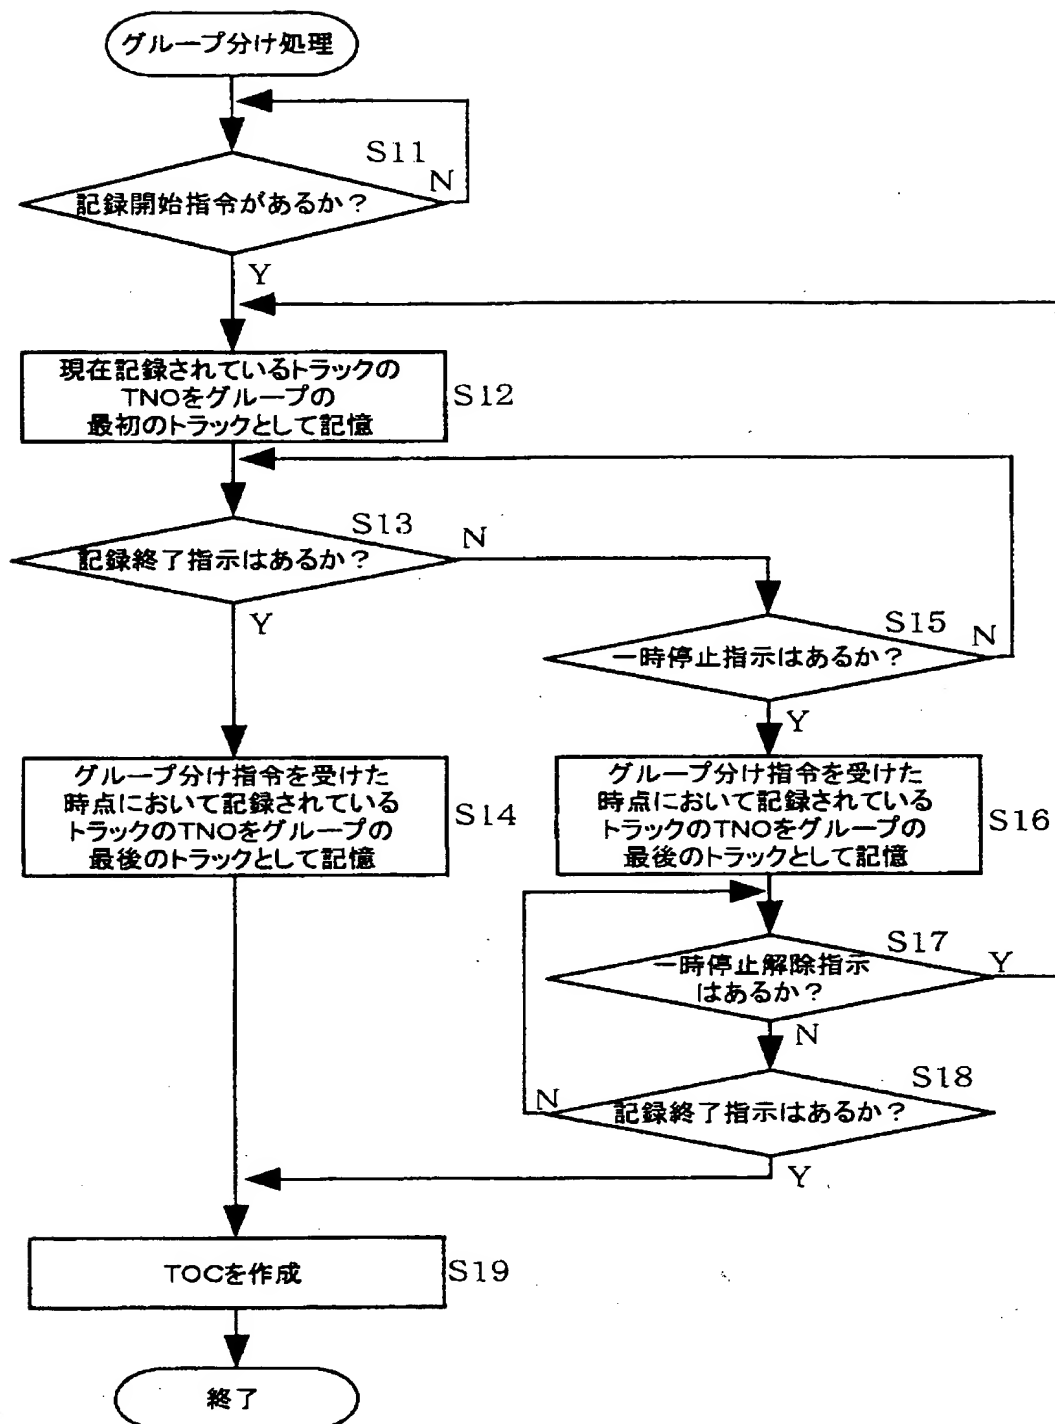 グループ分け処理
S11
N
記録開始指令があるか？
Y
現在記録されているトラックの
TNOをグループの
最初のトラックとして記憶
S12
S13
N
記録終了指示はあるか？
Y
S15
N
一時停止指示はあるか？
Y
グループ分け指令を受けた
時点において記録されている
トラックのTNOをグループの
最後のトラックとして記憶
S14
グループ分け指令を受けた
時点において記録されている
トラックのTNOをグループの
最後のトラックとして記憶
S16
S17
一時停止解除指示
はあるか？
Y
N
S18
N
記録終了指示はあるか？
Y
TOCを作成
S19
終了